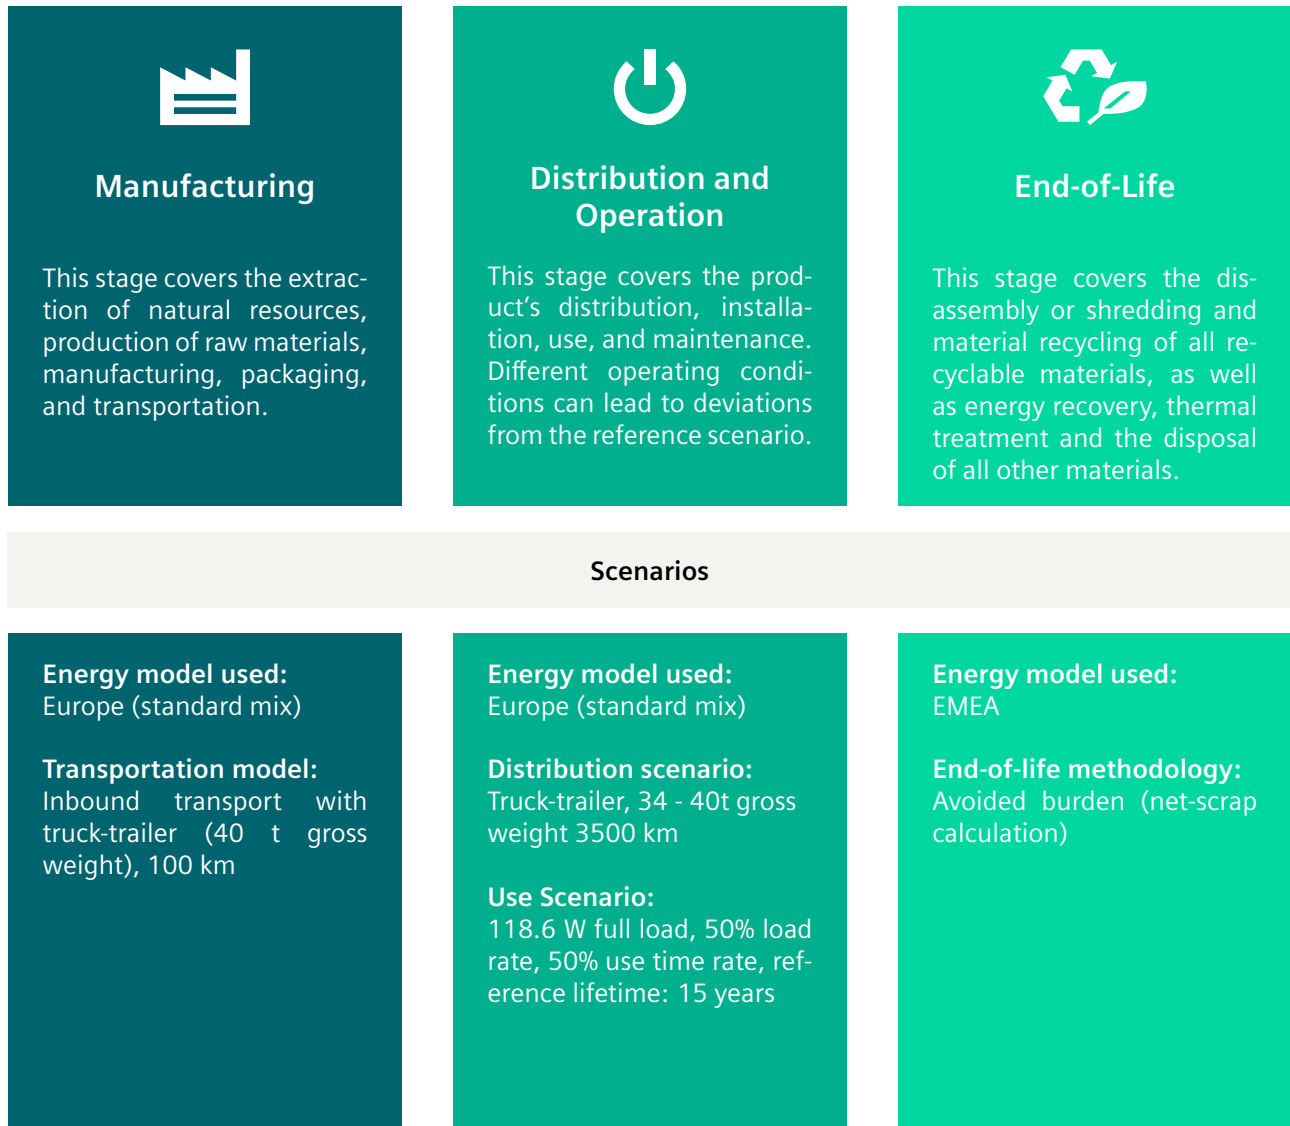 Manufacturing
This stage covers the extrac-
tion of natural resources,
production of raw materials,
manufacturing, packaging,
and transportation.
Distribution and
Operation
This stage covers the prod-
uct's distribution, installa-
tion, use, and maintenance.
Different operating condi-
tions can lead to deviations
from the reference scenario.
End-of-Life
This stage covers the dis-
assembly or shredding and
material recycling of all re-
cyclable materials, as well
as energy recovery, thermal
treatment and the disposal
of all other materials.
Scenarios
Energy model used:
Europe (standard mix)
Transportation model:
Inbound transport with
truck-trailer (40 t gross
weight), 100 km
Energy model used:
Europe (standard mix)
Distribution scenario:
Truck-trailer, 34 - 40t gross
weight 3500 km
Use Scenario:
118.6 W full load, 50% load
rate, 50% use time rate, ref-
erence lifetime: 15 years
Energy model used:
EMEA
End-of-life methodology:
Avoided burden (net-scrap
calculation)